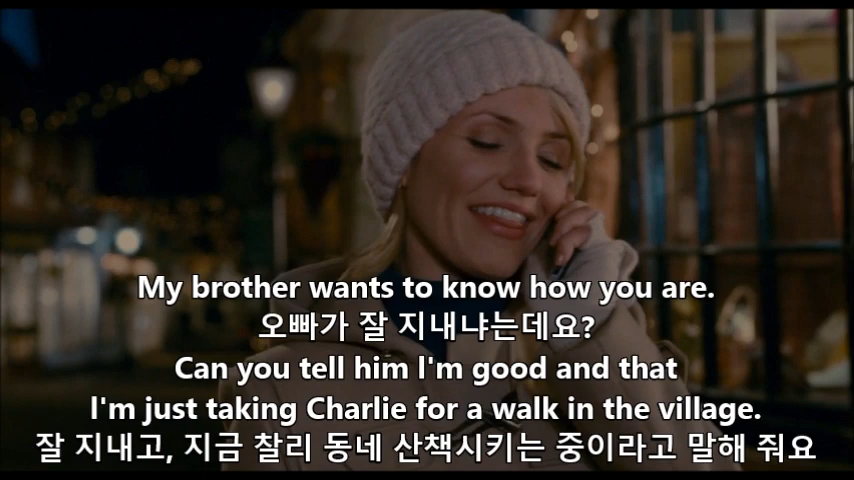 My brother wants to know how you are.
오빠가 잘 지내냐는데요?
Can you tell him I'm good and that
I'm just taking Charlie for a walk in the village.
잘 지내고, 지금 찰리 동네 산책시키는 중이라고 말해 줘요